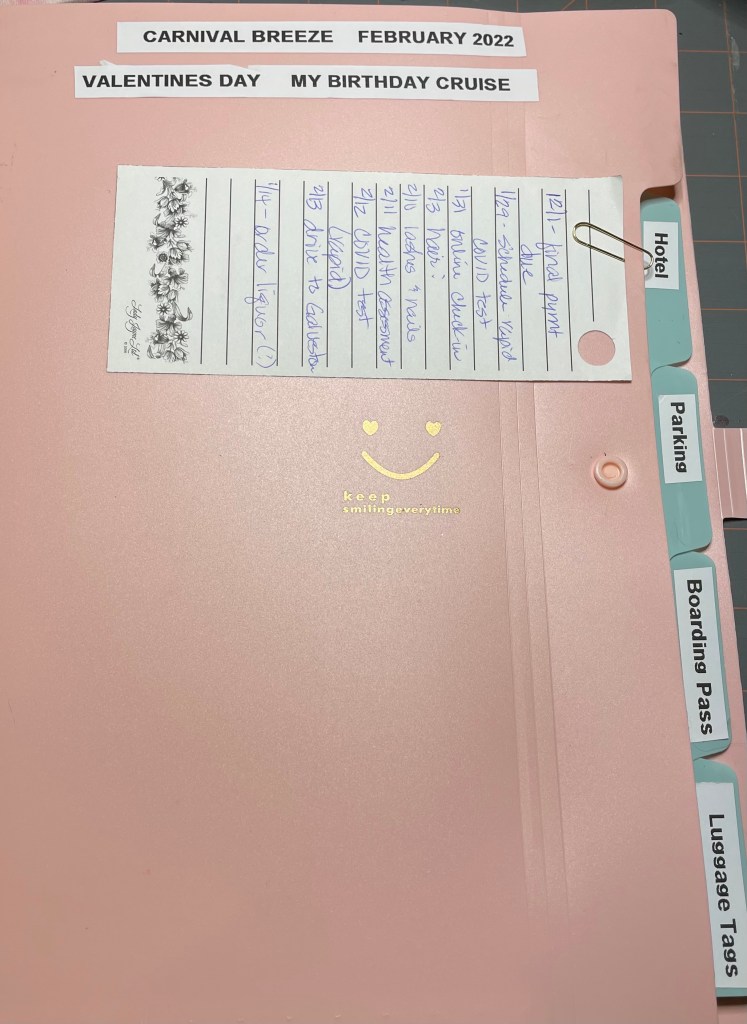 CARNIVAL BREEZE FEBRUARY 2022
VALENTINES DAY MY BIRTHDAY CRUISE
12/1 - final pymt
due
1/29 - schedule rapid
COVID test
1/31 online check-in
2/3 hair
2/10 lashes & nails
2/11 health assessment
2/12 COVID test
(rapid)
2/13 drive to Galveston
1/14 - order liquor (:)
keep
smilingeverytime
Hotel
Parking
Boarding Pass
Luggage Tags